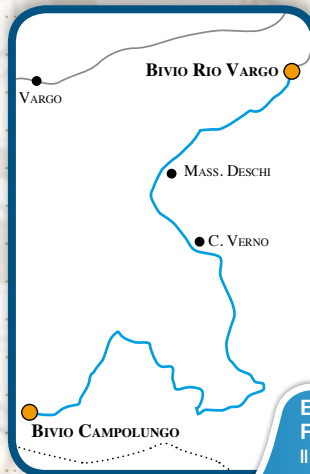 BIVIO RIO VARGO
VARGO
MASS. DESCHI
C. VERNO
BIVIO CAMPOLUNGO